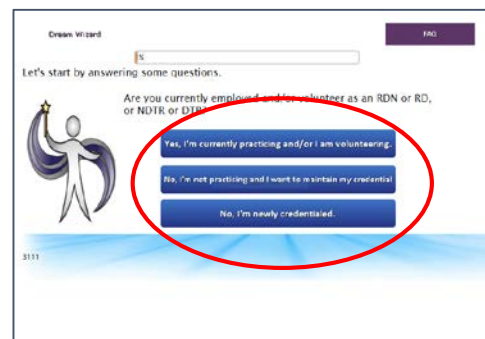 Dream Wizard
FAQ
%
Let's start by answering some questions.
Are you currently employed and/or volunteer as an RDN or RD,
or NDTR or DTR?
Yes, I'm currently practicing and/or I am volunteering.
No, I'm not practicing and I want to maintain my credential
No, I'm newly credentialed.
3111